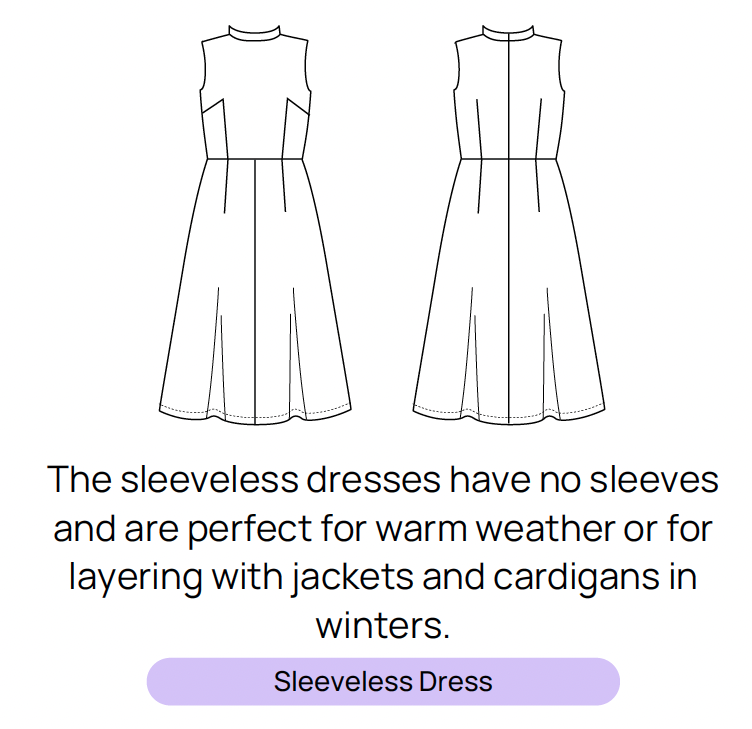 The sleeveless dresses have no sleeves
and are perfect for warm weather or for
layering with jackets and cardigans in
winters.
Sleeveless Dress